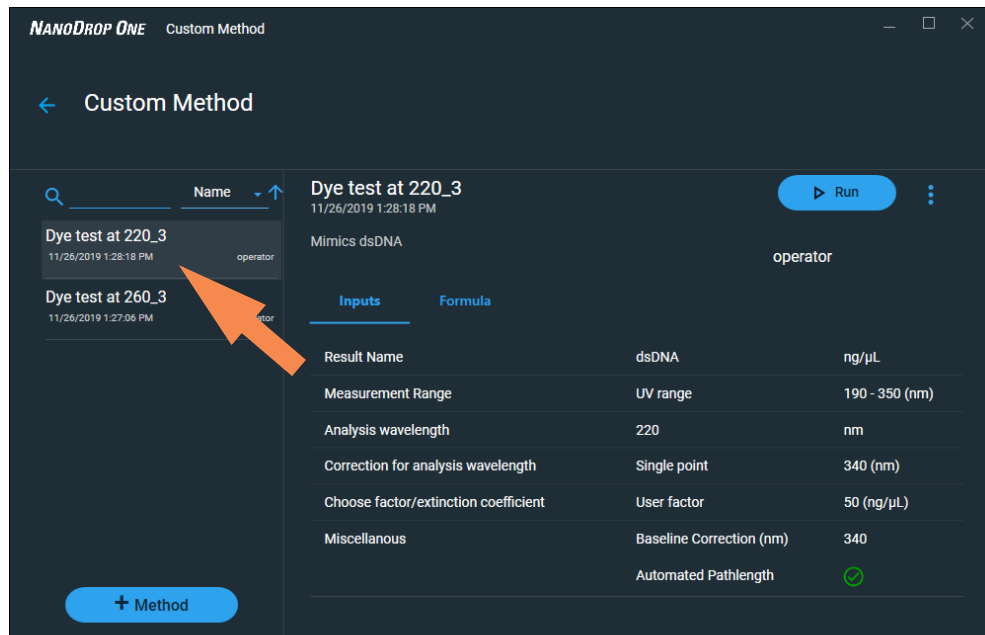 NANODROP ONE Custom Method
Custom Method
Name
Dye test at 220_3
11/26/2019 1:28:18 PM operator
Dye test at 260_3
11/26/2019 1:27:06 PM
Method
Dye test at 220_3
11/26/2019 1:28:18 PM
Run
Mimics dsDNA
operator
Inputs Formula
Result Name dsDNA ng/µL
Measurement Range UV range 190 - 350 (nm)
Analysis wavelength 220 nm
Correction for analysis wavelength Single point 340 (nm)
Choose factor/extinction coefficient User factor 50 (ng/µL)
Miscellanous Baseline Correction (nm) 340
Automated Pathlength